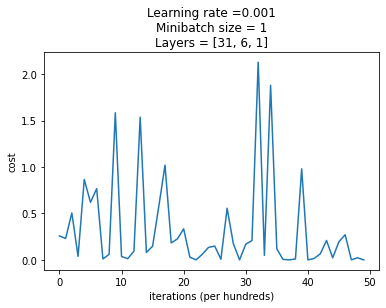 Learning rate =0.001
Minibatch size = 1
Layers = [31, 6, 1]
2.0
1.5
1.0
0.5
0.0
cost
0 10 20 30 40 50
iterations (per hundreds)